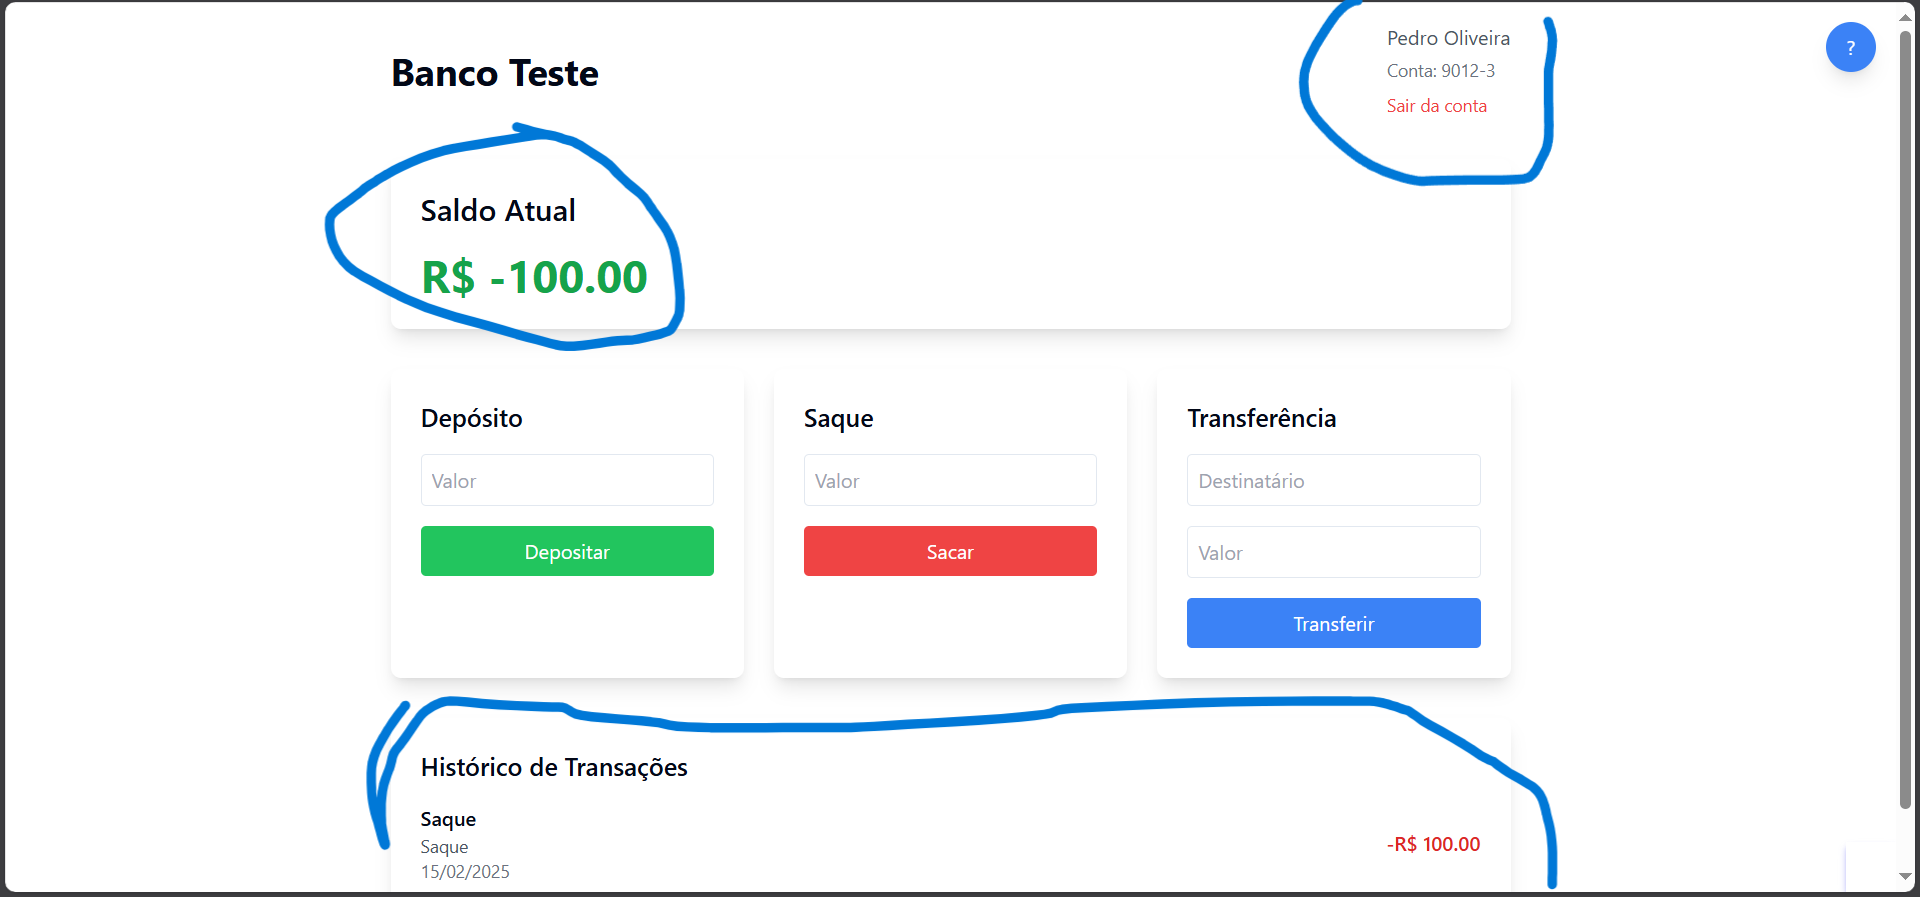 Banco Teste
Pedro Oliveira
Conta: 9012-3
Sair da conta
?
Saldo Atual
R$ -100.00
Depósito
Valor
Depositar
Saque
Valor
Sacar
Transferência
Destinatário
Valor
Transferir
Histórico de Transações
Saque
Saque
15/02/2025
-R$ 100.00